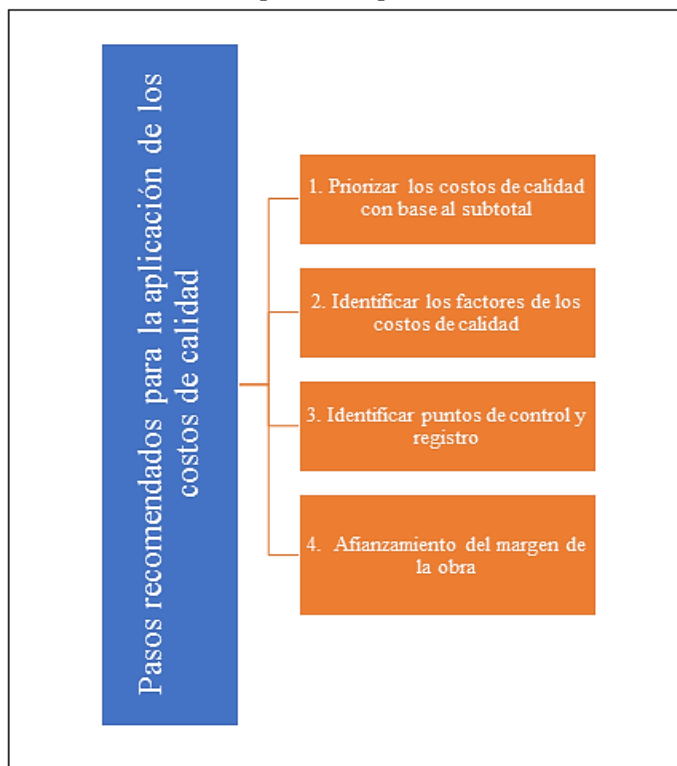 Pasos recomendados para la aplicación de los
costos de calidad
1. Priorizar los costos de calidad
con base al subtotal
2. Identificar los factores de los
costos de calidad
3. Identificar puntos de control y
registro
4. Afianzamiento del margen de
la obra